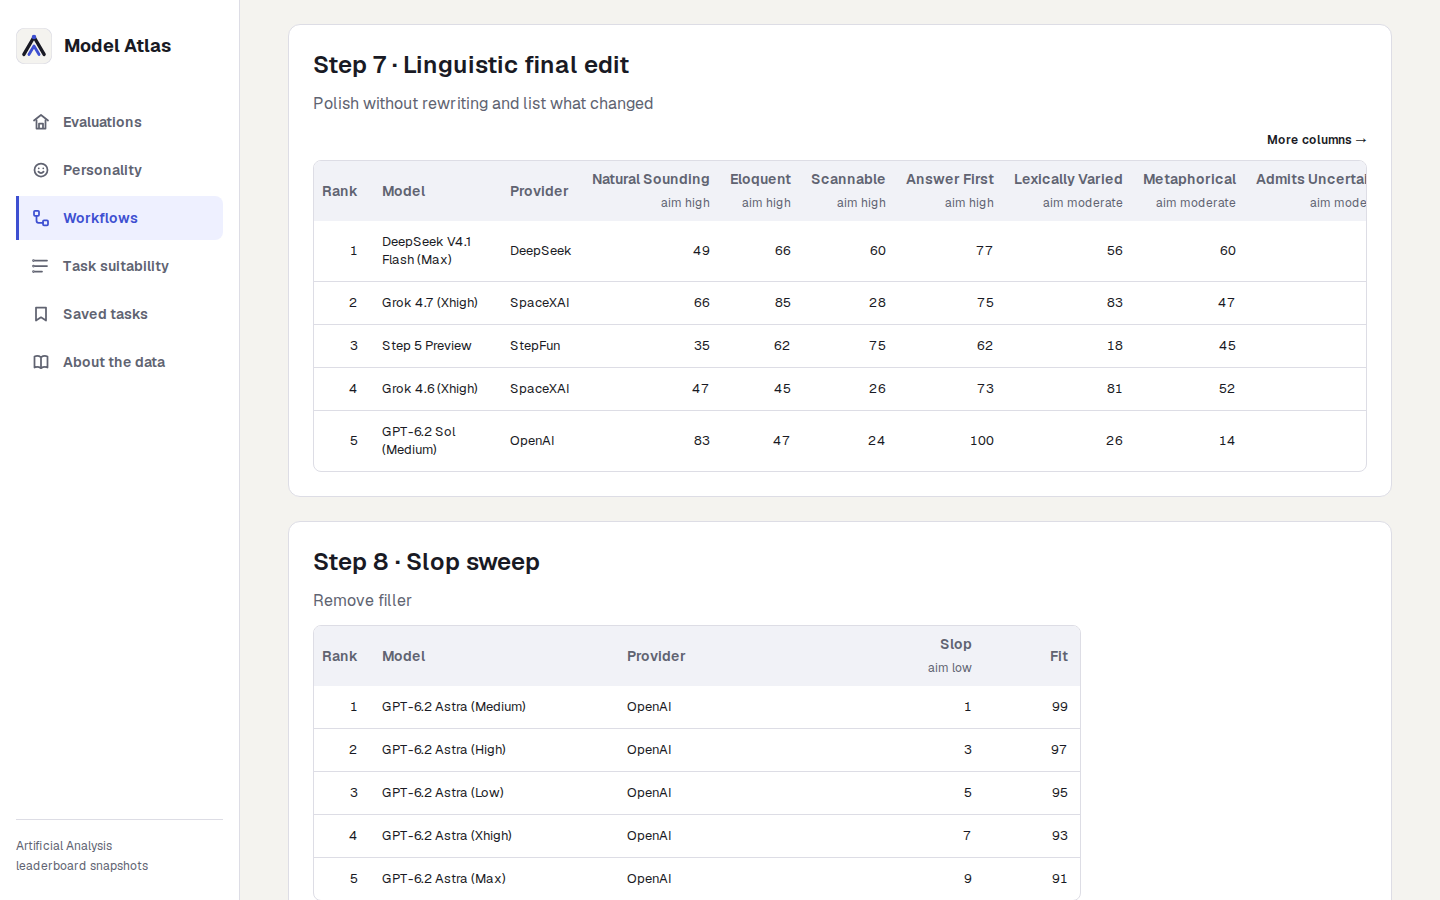 Model Atlas
Evaluations
Personality
Workflows
Task suitability
Saved tasks
About the data
Artificial Analysis
leaderboard snapshots
Step 7 · Linguistic final edit
Polish without rewriting and list what changed
More columns →
Rank Model Provider Natural Sounding aim high Eloquent aim high Scannable aim high Answer First aim high Lexically Varied aim moderate Metaphorical aim moderate Admits
1 DeepSeek V4.1 Flash (Max) DeepSeek 49 66 60 77 56 60
2 Grok 4.7 (Xhigh) SpaceXAI 66 85 28 75 83 47
3 Step 5 Preview StepFun 35 62 75 62 18 45
4 Grok 4.6 (Xhigh) SpaceXAI 47 45 26 73 81 52
5 GPT-6.2 Sol (Medium) OpenAI 83 47 24 100 26 14
Step 8 · Slop sweep
Remove filler
Rank Model Provider Slop aim low Fit
1 GPT-6.2 Astra (Medium) OpenAI 1 99
2 GPT-6.2 Astra (High) OpenAI 3 97
3 GPT-6.2 Astra (Low) OpenAI 5 95
4 GPT-6.2 Astra (Xhigh) OpenAI 7 93
5 GPT-6.2 Astra (Max) OpenAI 9 91